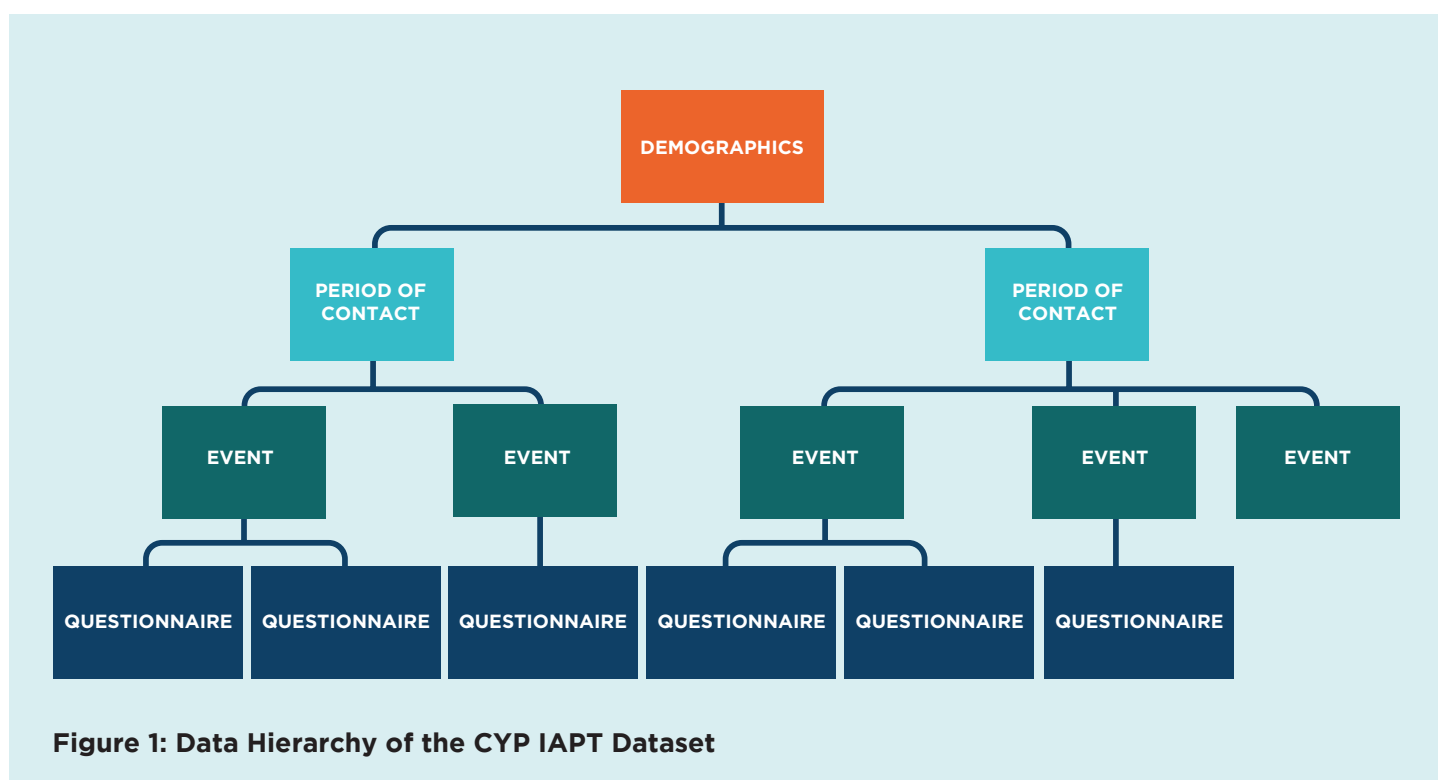 DEMOGRAPHICS
PERIOD OF
CONTACT
PERIOD OF
CONTACT
EVENT
EVENT
EVENT
EVENT
EVENT
QUESTIONNAIRE
QUESTIONNAIRE
QUESTIONNAIRE
QUESTIONNAIRE
QUESTIONNAIRE
QUESTIONNAIRE
Figure 1: Data Hierarchy of the CYP IAPT Dataset